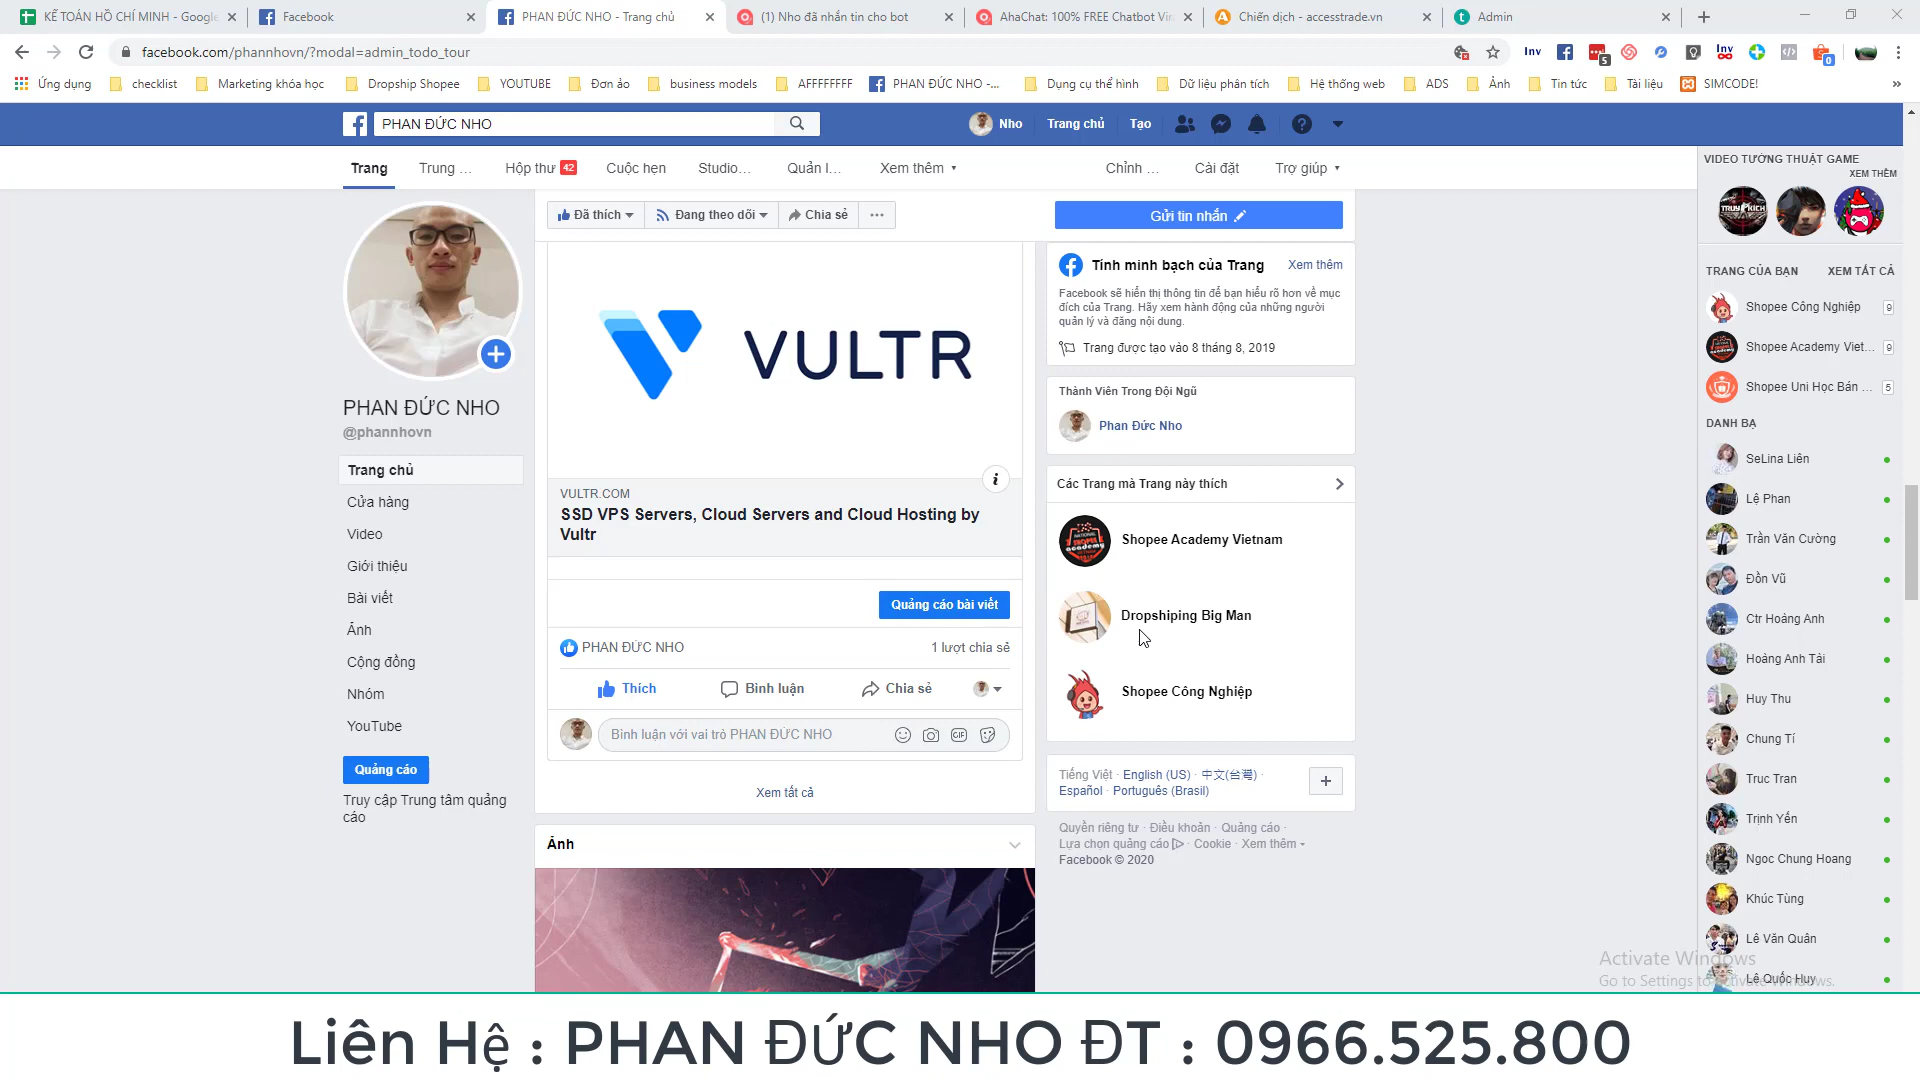 KẾ TOÁN HỒ CHÍ MINH - Google
Facebook
PHAN ĐỨC NHO - Trang chủ
(1) Nho đã nhắn tin cho bot
AhaChat: 100% FREE Chatbot
Chiến dịch - accesstrade.vn
Admin
facebook.com/phannhovn/?modal=admin_todo_tour
Inv
5
Inv
0
Ứng dụng
checklist
Marketing khóa học
Dropship Shopee
YOUTUBE
Đơn ảo
business models
AFFFFFFFF
PHAN ĐỨC NHO -...
Dụng cụ thể hình
Dữ liệu phân tích
Hệ thống web
ADS
Ảnh
Tin tức
Tài liệu
SIMCODE!
»
PHAN ĐỨC NHO
Nho
Trang chủ
Tạo
Trang
Trung ...
Hộp thư 42
Cuộc hẹn
Studio...
Quản l...
Xem thêm
Chỉnh ...
Cài đặt
Trợ giúp
PHAN ĐỨC NHO
@phannhovn
Trang chủ
Cửa hàng
Video
Giới thiệu
Bài viết
Ảnh
Cộng đồng
Nhóm
YouTube
Quảng cáo
Truy cập Trung tâm quảng
cáo
Đã thích
Đang theo dõi
Chia sẻ
Gửi tin nhắn
VULTR
VULTR.COM
SSD VPS Servers, Cloud Servers and Cloud Hosting by
Vultr
Quảng cáo bài viết
PHAN ĐỨC NHO
1 lượt chia sẻ
Thích
Bình luận
Chia sẻ
Bình luận với vai trò PHAN ĐỨC NHO
GIF
Xem tất cả
Ảnh
Tính minh bạch của Trang
Xem thêm
Facebook sẽ hiển thị thông tin để bạn hiểu rõ hơn về mục
đích của Trang. Hãy xem hành động của những người
quản lý và đăng nội dung.
Trang được tạo vào 8 tháng 8, 2019
Thành Viên Trong Đội Ngũ
Phan Đức Nho
Các Trang mà Trang này thích
Shopee Academy Vietnam
Dropshiping Big Man
Shopee Công Nghiệp
Tiếng Việt · English (US) · 中文(台灣) ·
Español · Português (Brasil)
Quyền riêng tư · Điều khoản · Quảng cáo ·
Lựa chọn quảng cáo · Cookie · Xem thêm
Facebook © 2020
VIDEO TƯỜNG THUẬT GAME
XEM THÊM
TRUY KÍCH
TRANG CỦA BẠN
XEM TẤT CẢ
Shopee Công Nghiệp 9
Shopee Academy Viet... 9
Shopee Uni Học Bán ... 5
DANH BẠ
SeLina Liên
Lệ Phan
Trần Văn Cường
Đồn Vũ
Ctr Hoàng Anh
Hoàng Anh Tài
Huy Thu
Chung Tí
Truc Tran
Trịnh Yến
Ngoc Chung Hoang
Khúc Tùng
Lê Văn Quân
Lê Quốc Huy
Activate Windows
Go to Settings to activate Windows.
Liên Hệ : PHAN ĐỨC NHO ĐT : 0966.525.800